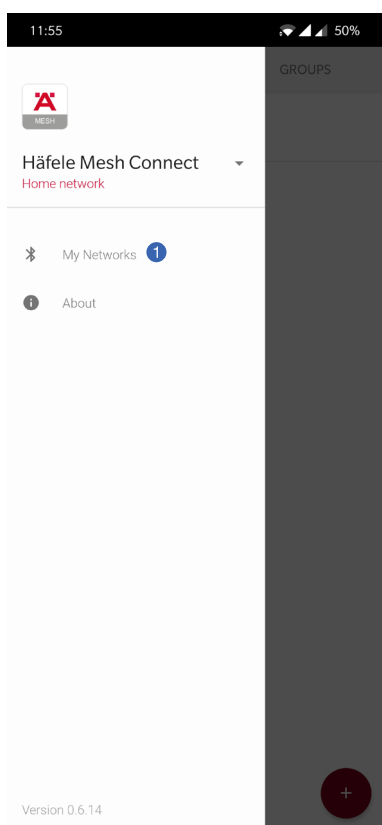 11:55
50%
GROUPS
Ä
MESH
Häfele Mesh Connect
Home network
My Networks 1
About
Version 0.6.14